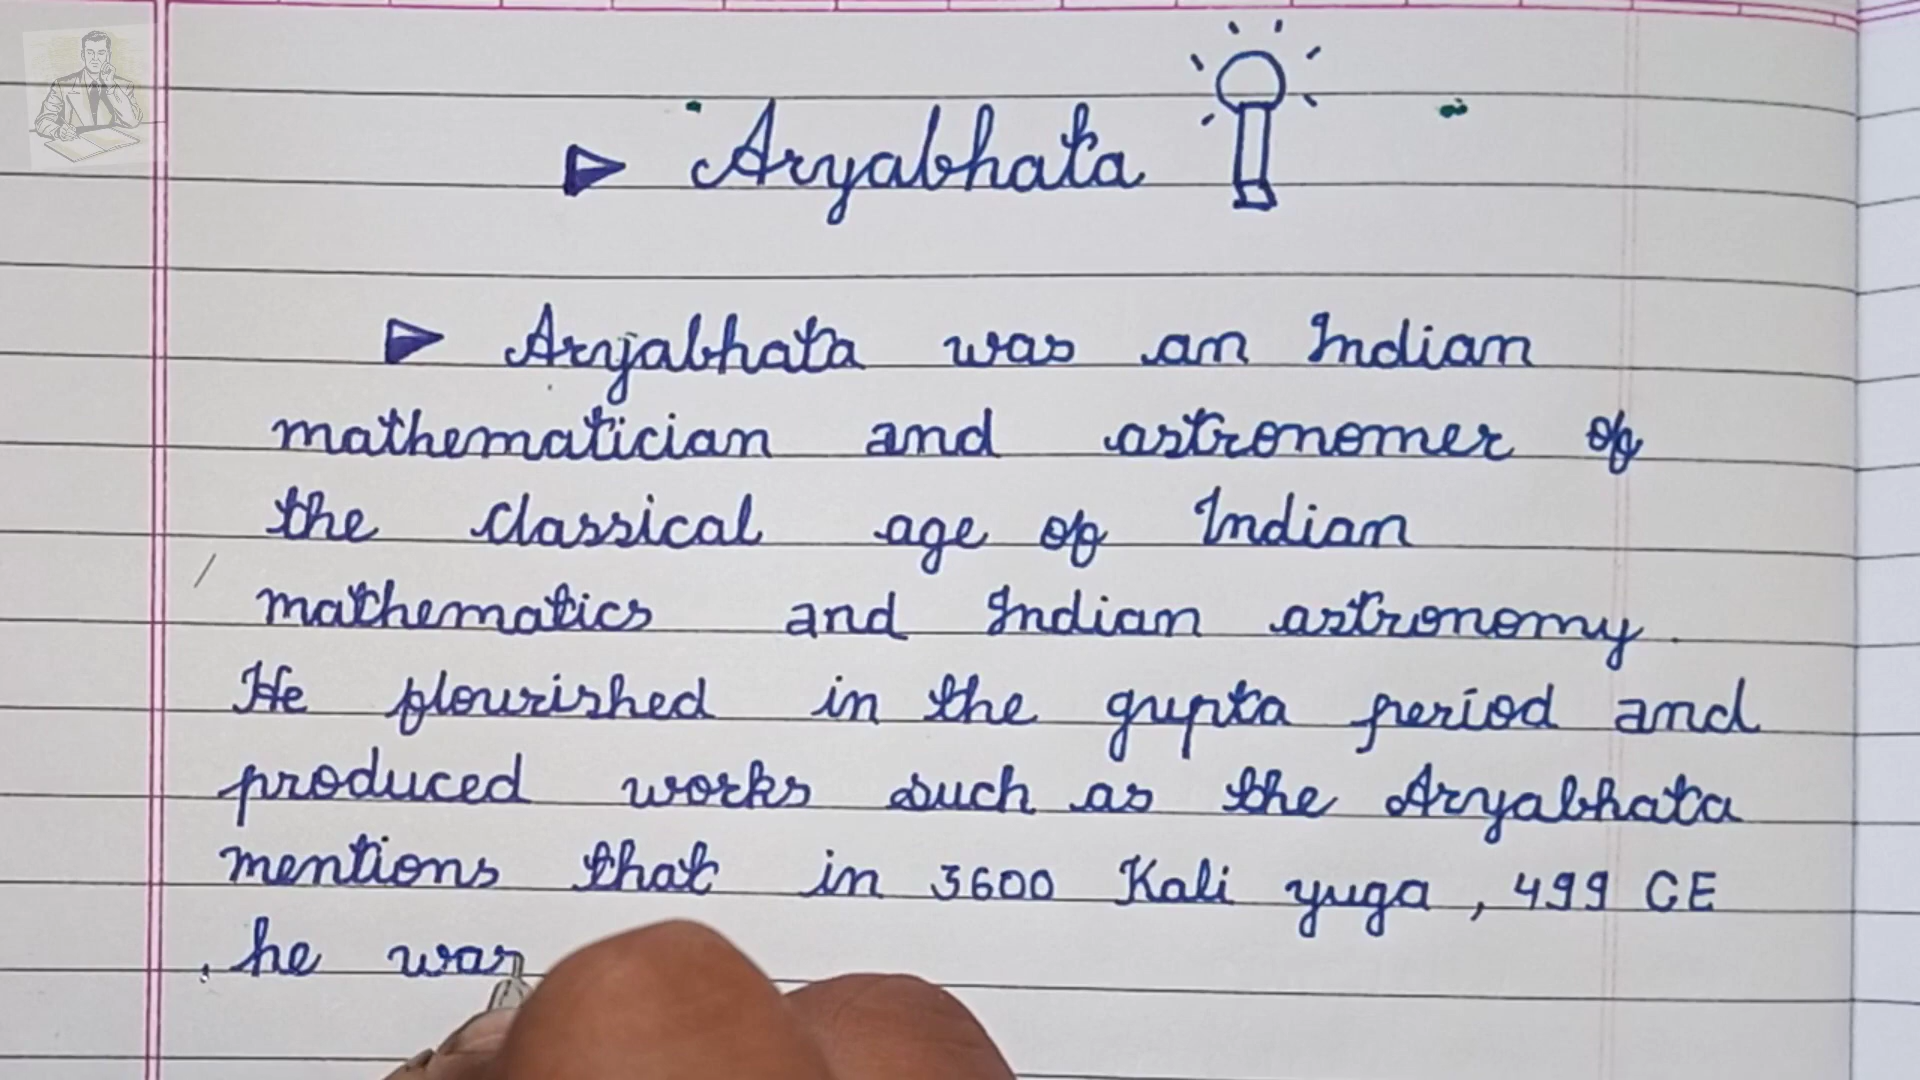 Aryabhata
Aryabhata was an Indian
mathematician and astronomer of
the classical age of Indian
mathematics and Indian astronomy.
He flourished in the gupta period and
produced works such as the Aryabhata
mentions that in 3600 Kali yuga, 499 CE
, he was